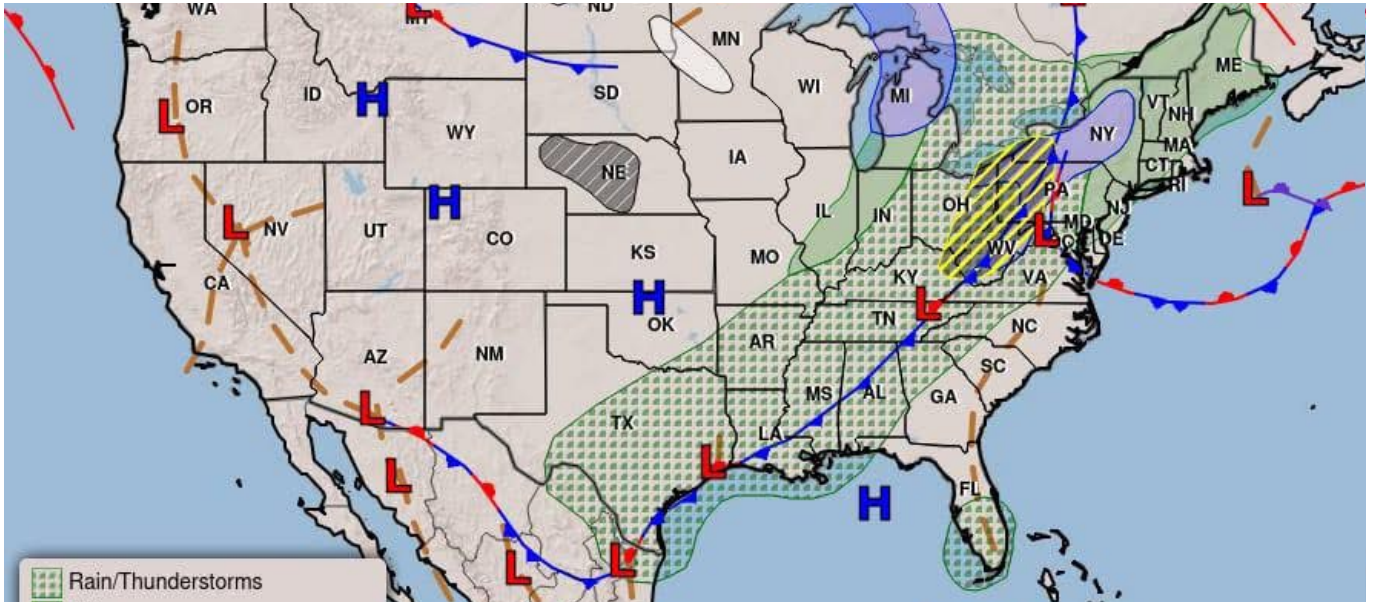 WA
MT
ND
MN
ME
OR
ID
SD
WI
MI
VT
NH
WY
NY
MA
IA
CT
RI
NE
PA
OH
NJ
IL
IN
MD
DE
NV
UT
CO
WV
KS
MO
VA
CA
KY
OK
TN
NC
AZ
NM
AR
SC
MS
AL
GA
TX
LA
FL
H
H
H
H
L
L
L
L
L
L
L
L
L
L
Rain/Thunderstorms